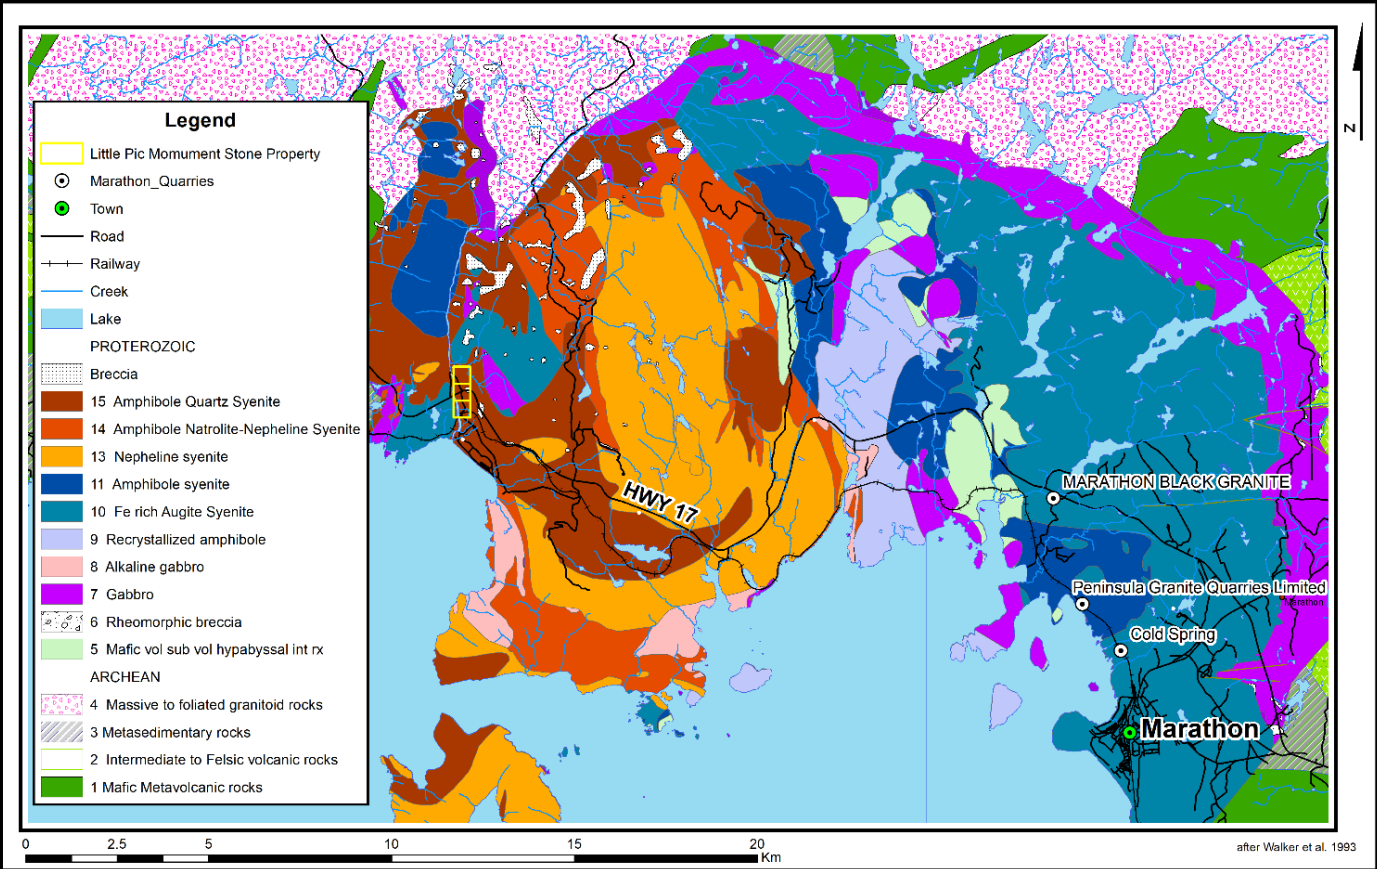 Legend
Little Pic Momument Stone Property
Marathon_Quarries
Town
Road
Railway
Creek
Lake
PROTEROZOIC
Breccia
15 Amphibole Quartz Syenite
14 Amphibole Natrolite-Nepheline Syenite
13 Nepheline syenite
11 Amphibole syenite
10 Fe rich Augite Syenite
9 Recrystallized amphibole
8 Alkaline gabbro
7 Gabbro
6 Rheomorphic breccia
5 Mafic vol sub vol hypabyssal int rx
ARCHEAN
4 Massive to foliated granitoid rocks
3 Metasedimentary rocks
2 Intermediate to Felsic volcanic rocks
1 Mafic Metavolcanic rocks
N
HWY 17
MARATHON BLACK GRANITE
Peninsula Granite Quarries Limited
Marathon
Cold Spring
Marathon
0 2.5 5 10 15 20
Km
after Walker et al. 1993